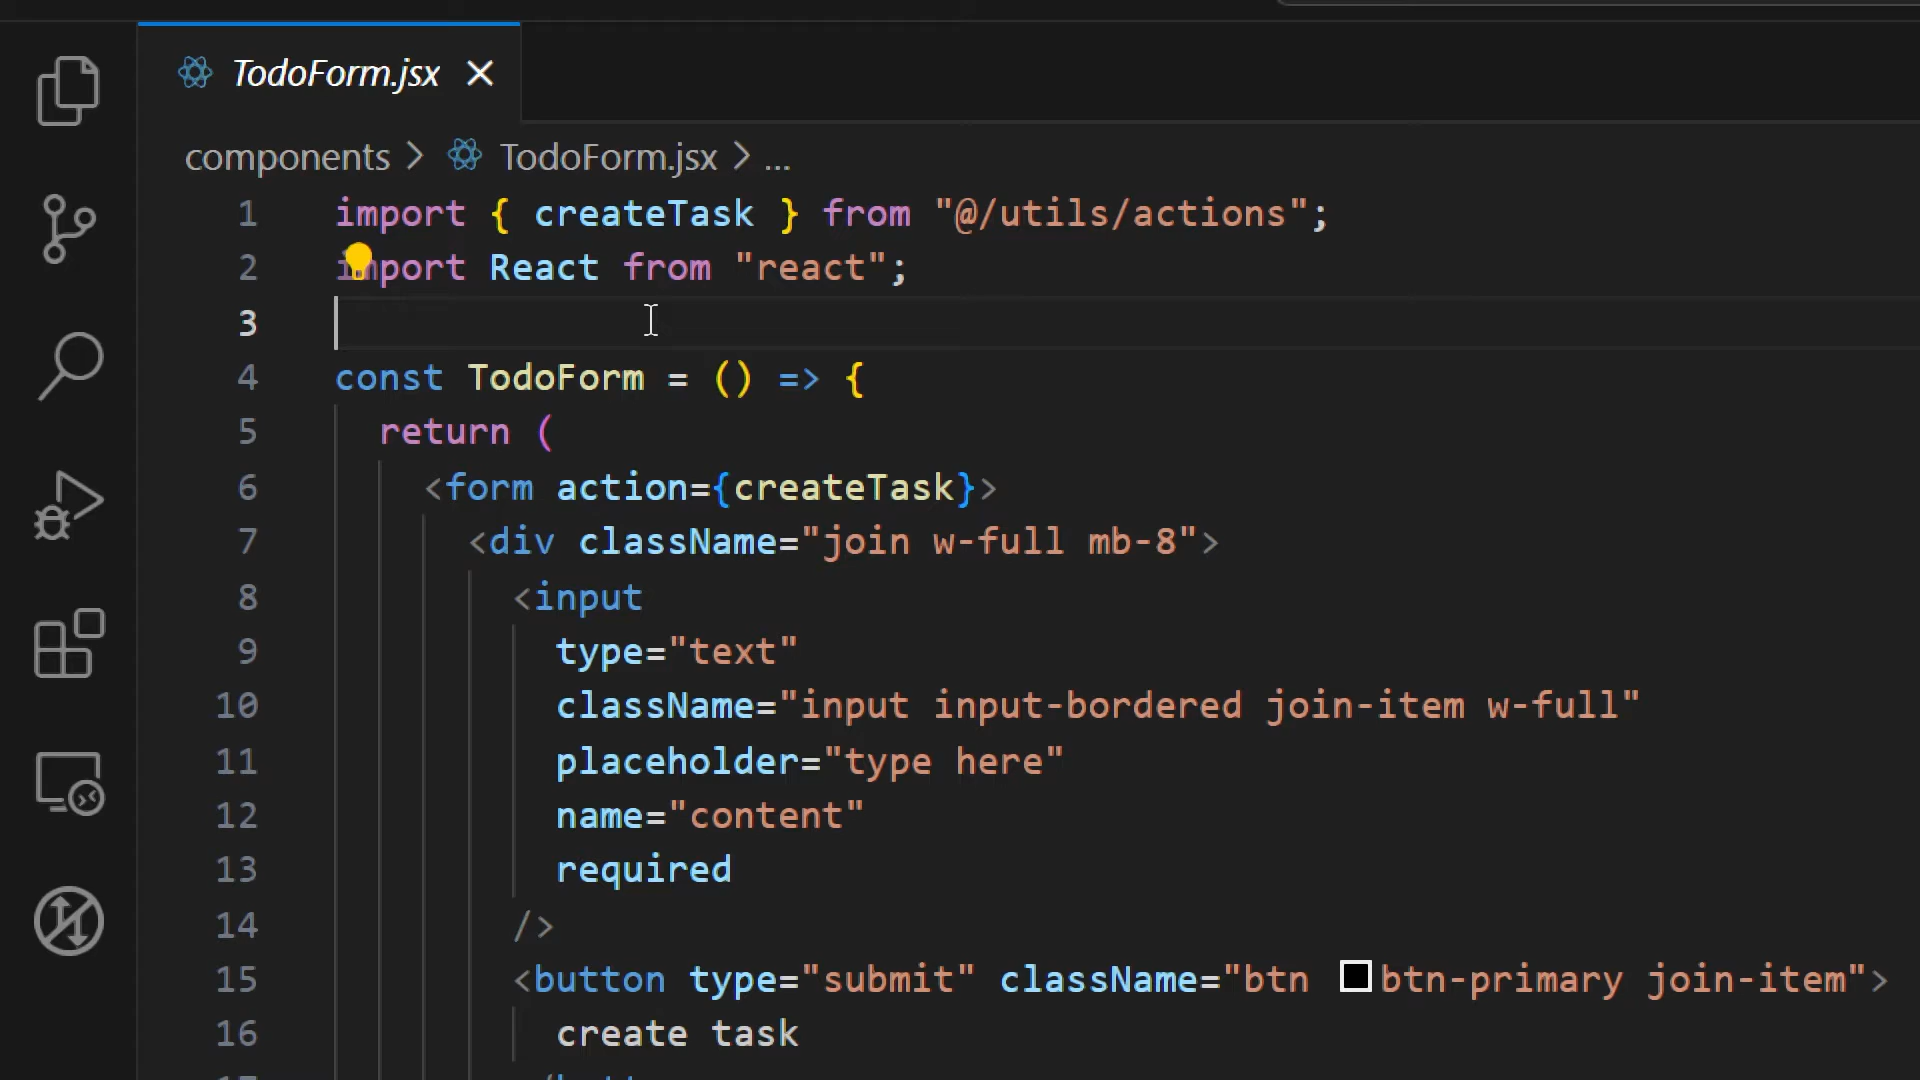 TodoForm.jsx
components > TodoForm.jsx > ...
1 import { createTask } from "@/utils/actions";
2 import React from "react";
3
4 const TodoForm = () => {
5 return (
6 <form action={createTask}>
7 <div className="join w-full mb-8">
8 <input
9 type="text"
10 className="input input-bordered join-item w-full"
11 placeholder="type here"
12 name="content"
13 required
14 />
15 <button type="submit" className="btn btn-primary join-item">
16 create task